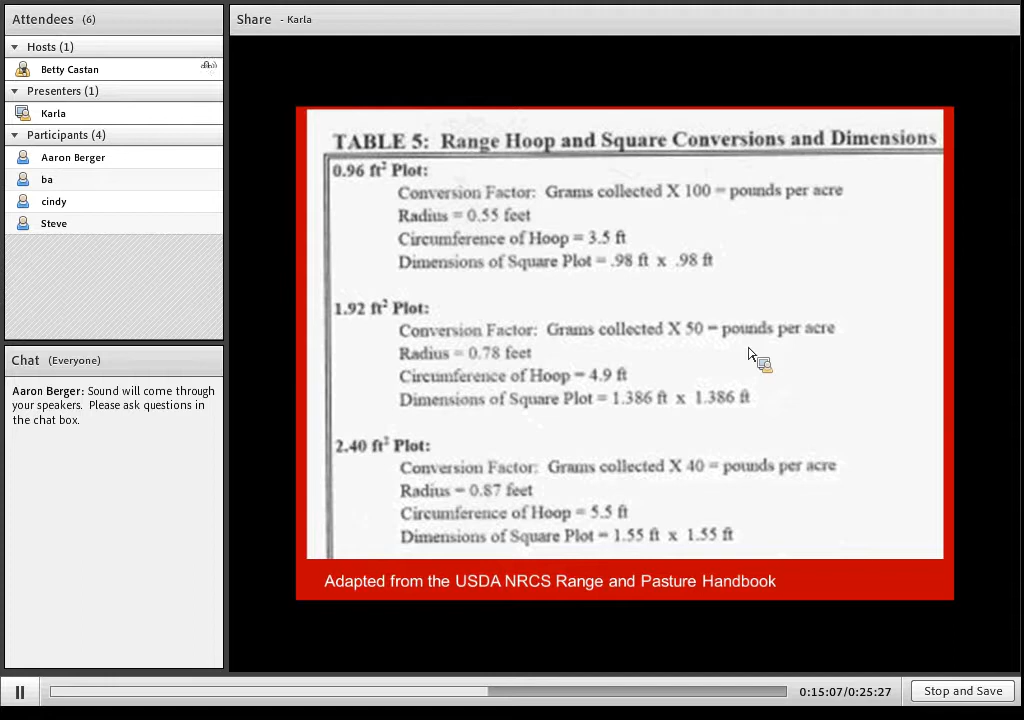 Attendees (6)
Hosts (1)
Betty Castan
Presenters (1)
Karla
Participants (4)
Aaron Berger
ba
cindy
Steve
Chat (Everyone)
Aaron Berger: Sound will come through
your speakers. Please ask questions in
the chat box.
Share - Karla
TABLE 5: Range Hoop and Square Conversions and Dimensions
0.96 ft² Plot:
Conversion Factor: Grams collected X 100 = pounds per acre
Radius = 0.55 feet
Circumference of Hoop = 3.5 ft
Dimensions of Square Plot = .98 ft x .98 ft
1.92 ft² Plot:
Conversion Factor: Grams collected X 50 = pounds per acre
Radius = 0.78 feet
Circumference of Hoop = 4.9 ft
Dimensions of Square Plot = 1.386 ft x 1.386 ft
2.40 ft² Plot:
Conversion Factor: Grams collected X 40 = pounds per acre
Radius = 0.87 feet
Circumference of Hoop = 5.5 ft
Dimensions of Square Plot = 1.55 ft x 1.55 ft
Adapted from the USDA NRCS Range and Pasture Handbook
0:15:07/0:25:27
Stop and Save